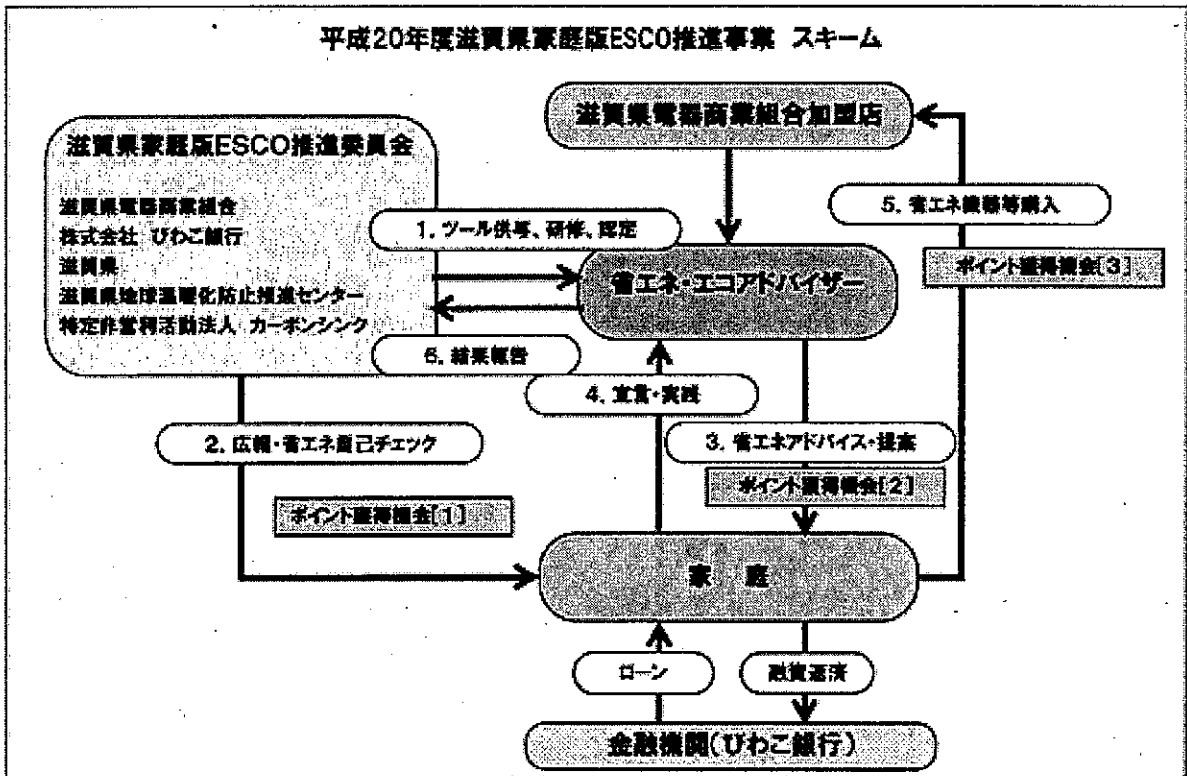 平成20年度滋賀県家庭版ESCO推進事業 スキーム
滋賀県電器商業組合加盟店
滋賀県家庭版ESCO推進委員会
滋賀県電器商業組合
株式会社 びわこ銀行
滋賀県
滋賀県地球温暖化防止推進センター
特定非営利活動法人 カーボンシンク
1. ツール供与、研修、認定
5. 省エネ機器等購入
ポイント獲得機会[3]
省エネ・エコアドバイザー
6. 結果報告
4. 宣言・実践
2. 広報・省エネ自己チェック
3. 省エネアドバイス・提案
ポイント獲得機会[2]
ポイント獲得機会[1]
家 庭
ローン
融資返済
金融機関(びわこ銀行)